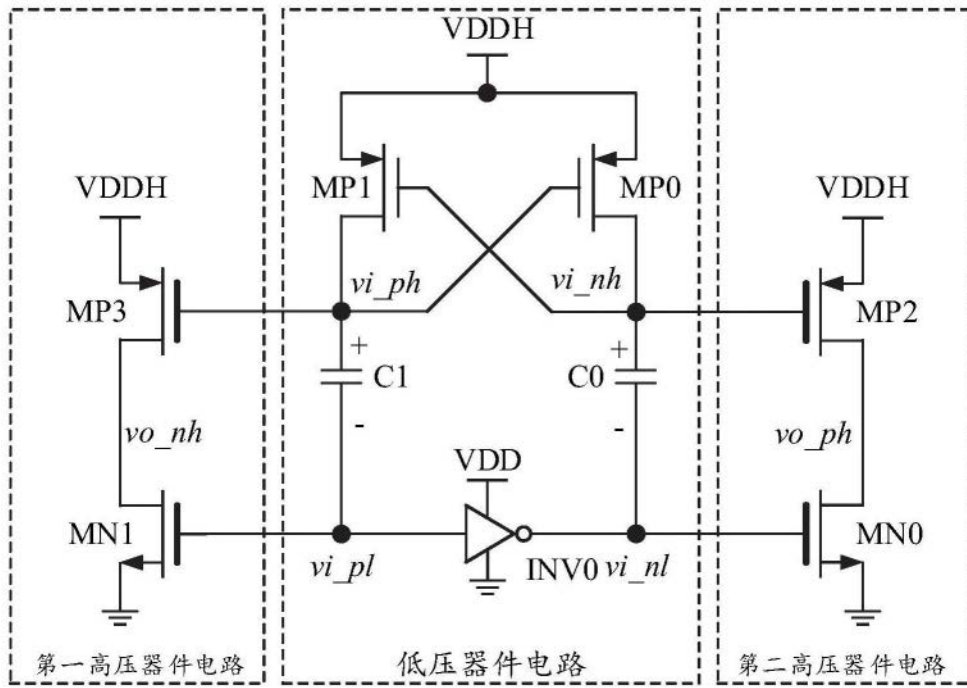 VDDH
MP1
MP0
VDDH
VDDH
vi_ph
vi_nh
MP3
MP2
+
+
C1
C0
-
-
vo_nh
vo_ph
VDD
MN1
MN0
vi_pl
INV0
vi_nl
第一高压器件电路
低压器件电路
第二高压器件电路